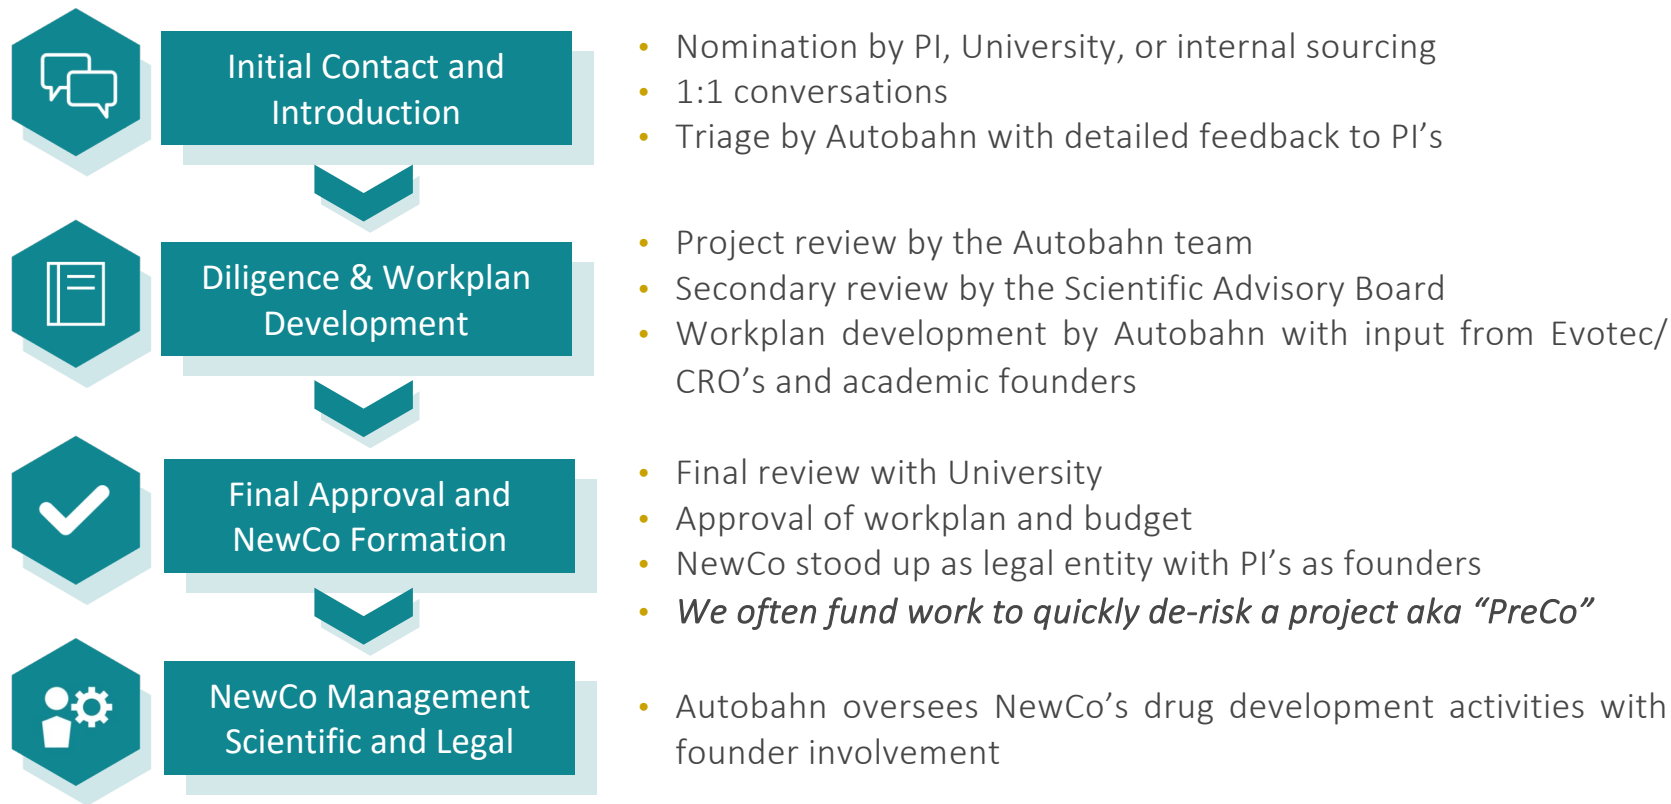 Initial Contact and
Introduction
• Nomination by PI, University, or internal sourcing
• 1:1 conversations
• Triage by Autobahn with detailed feedback to PI’s
Diligence & Workplan
Development
• Project review by the Autobahn team
• Secondary review by the Scientific Advisory Board
• Workplan development by Autobahn with input from Evotec/
CRO’s and academic founders
Final Approval and
NewCo Formation
• Final review with University
• Approval of workplan and budget
• NewCo stood up as legal entity with PI’s as founders
• We often fund work to quickly de-risk a project aka “PreCo”
NewCo Management
Scientific and Legal
• Autobahn oversees NewCo’s drug development activities with
founder involvement